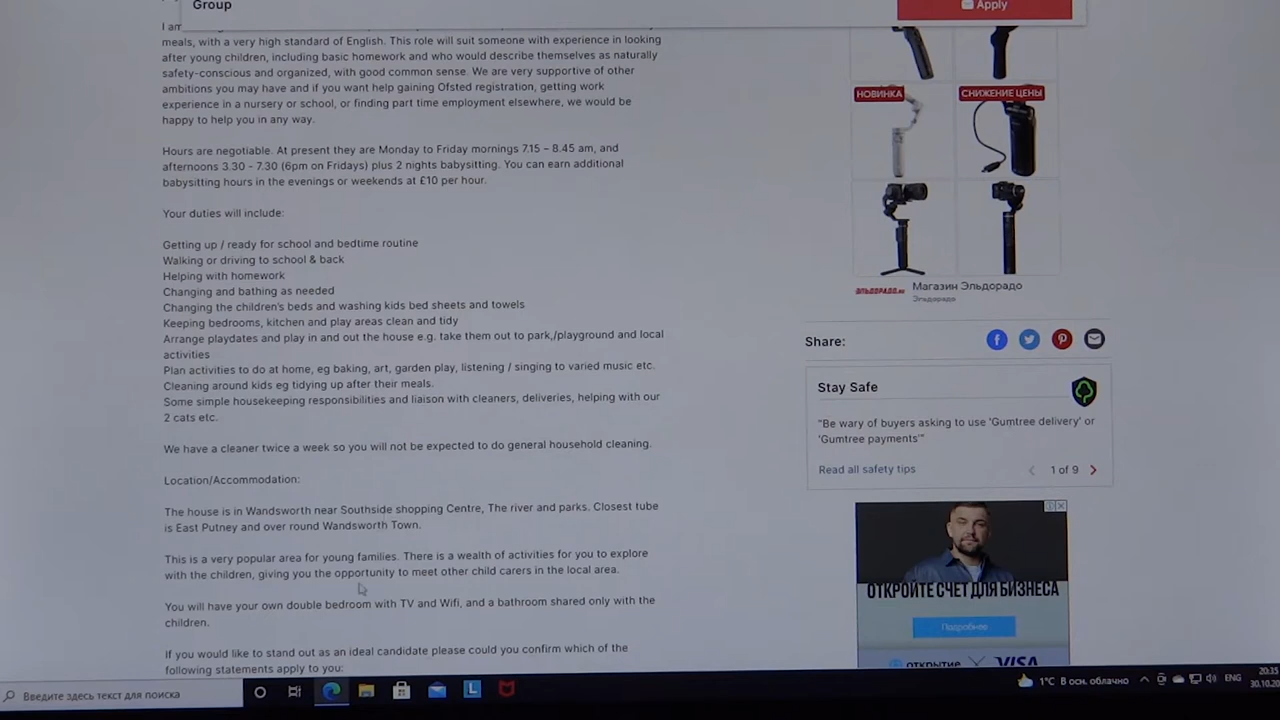 Group
Apply
I am
meals, with a very high standard of English. This role will suit someone with experience in looking
after young children, including basic homework and who would describe themselves as naturally
safety-conscious and organized, with good common sense. We are very supportive of other
ambitions you may have and if you want help gaining Ofsted registration, getting work
experience in a nursery or school, or finding part time employment elsewhere, we would be
happy to help you in any way.
Hours are negotiable. At present they are Monday to Friday mornings 7.15 – 8.45 am, and
afternoons 3.30 - 7.30 (6pm on Fridays) plus 2 nights babysitting. You can earn additional
babysitting hours in the evenings or weekends at £10 per hour.
Your duties will include:
Getting up / ready for school and bedtime routine
Walking or driving to school & back
Helping with homework
Changing and bathing as needed
Changing the children's beds and washing kids bed sheets and towels
Keeping bedrooms, kitchen and play areas clean and tidy
Arrange playdates and play in and out the house e.g. take them out to park,/playground and local
activities
Plan activities to do at home, eg baking, art, garden play, listening / singing to varied music etc.
Cleaning around kids eg tidying up after their meals.
Some simple housekeeping responsibilities and liaison with cleaners, deliveries, helping with our
2 cats etc.
We have a cleaner twice a week so you will not be expected to do general household cleaning.
Location/Accommodation:
The house is in Wandsworth near Southside shopping Centre, The river and parks. Closest tube
is East Putney and over round Wandsworth Town.
This is a very popular area for young families. There is a wealth of activities for you to explore
with the children, giving you the opportunity to meet other child carers in the local area.
You will have your own double bedroom with TV and Wifi, and a bathroom shared only with the
children.
If you would like to stand out as an ideal candidate please could you confirm which of the
following statements apply to you:
НОВИНКА
СНИЖЕНИЕ ЦЕНЫ
ЭЛЬДОРАДО.RU
Магазин Эльдорадо
Эльдорадо
Share:
Stay Safe
"Be wary of buyers asking to use 'Gumtree delivery' or
'Gumtree payments'"
Read all safety tips
1 of 9
ОТКРОЙТЕ СЧЕТ ДЛЯ БИЗНЕСА
Подробнее
ОТКРЫТИЕ
VISA
Введите здесь текст для поиска
L
1°C В осн. облачно
ENG
20:35
30.10.20